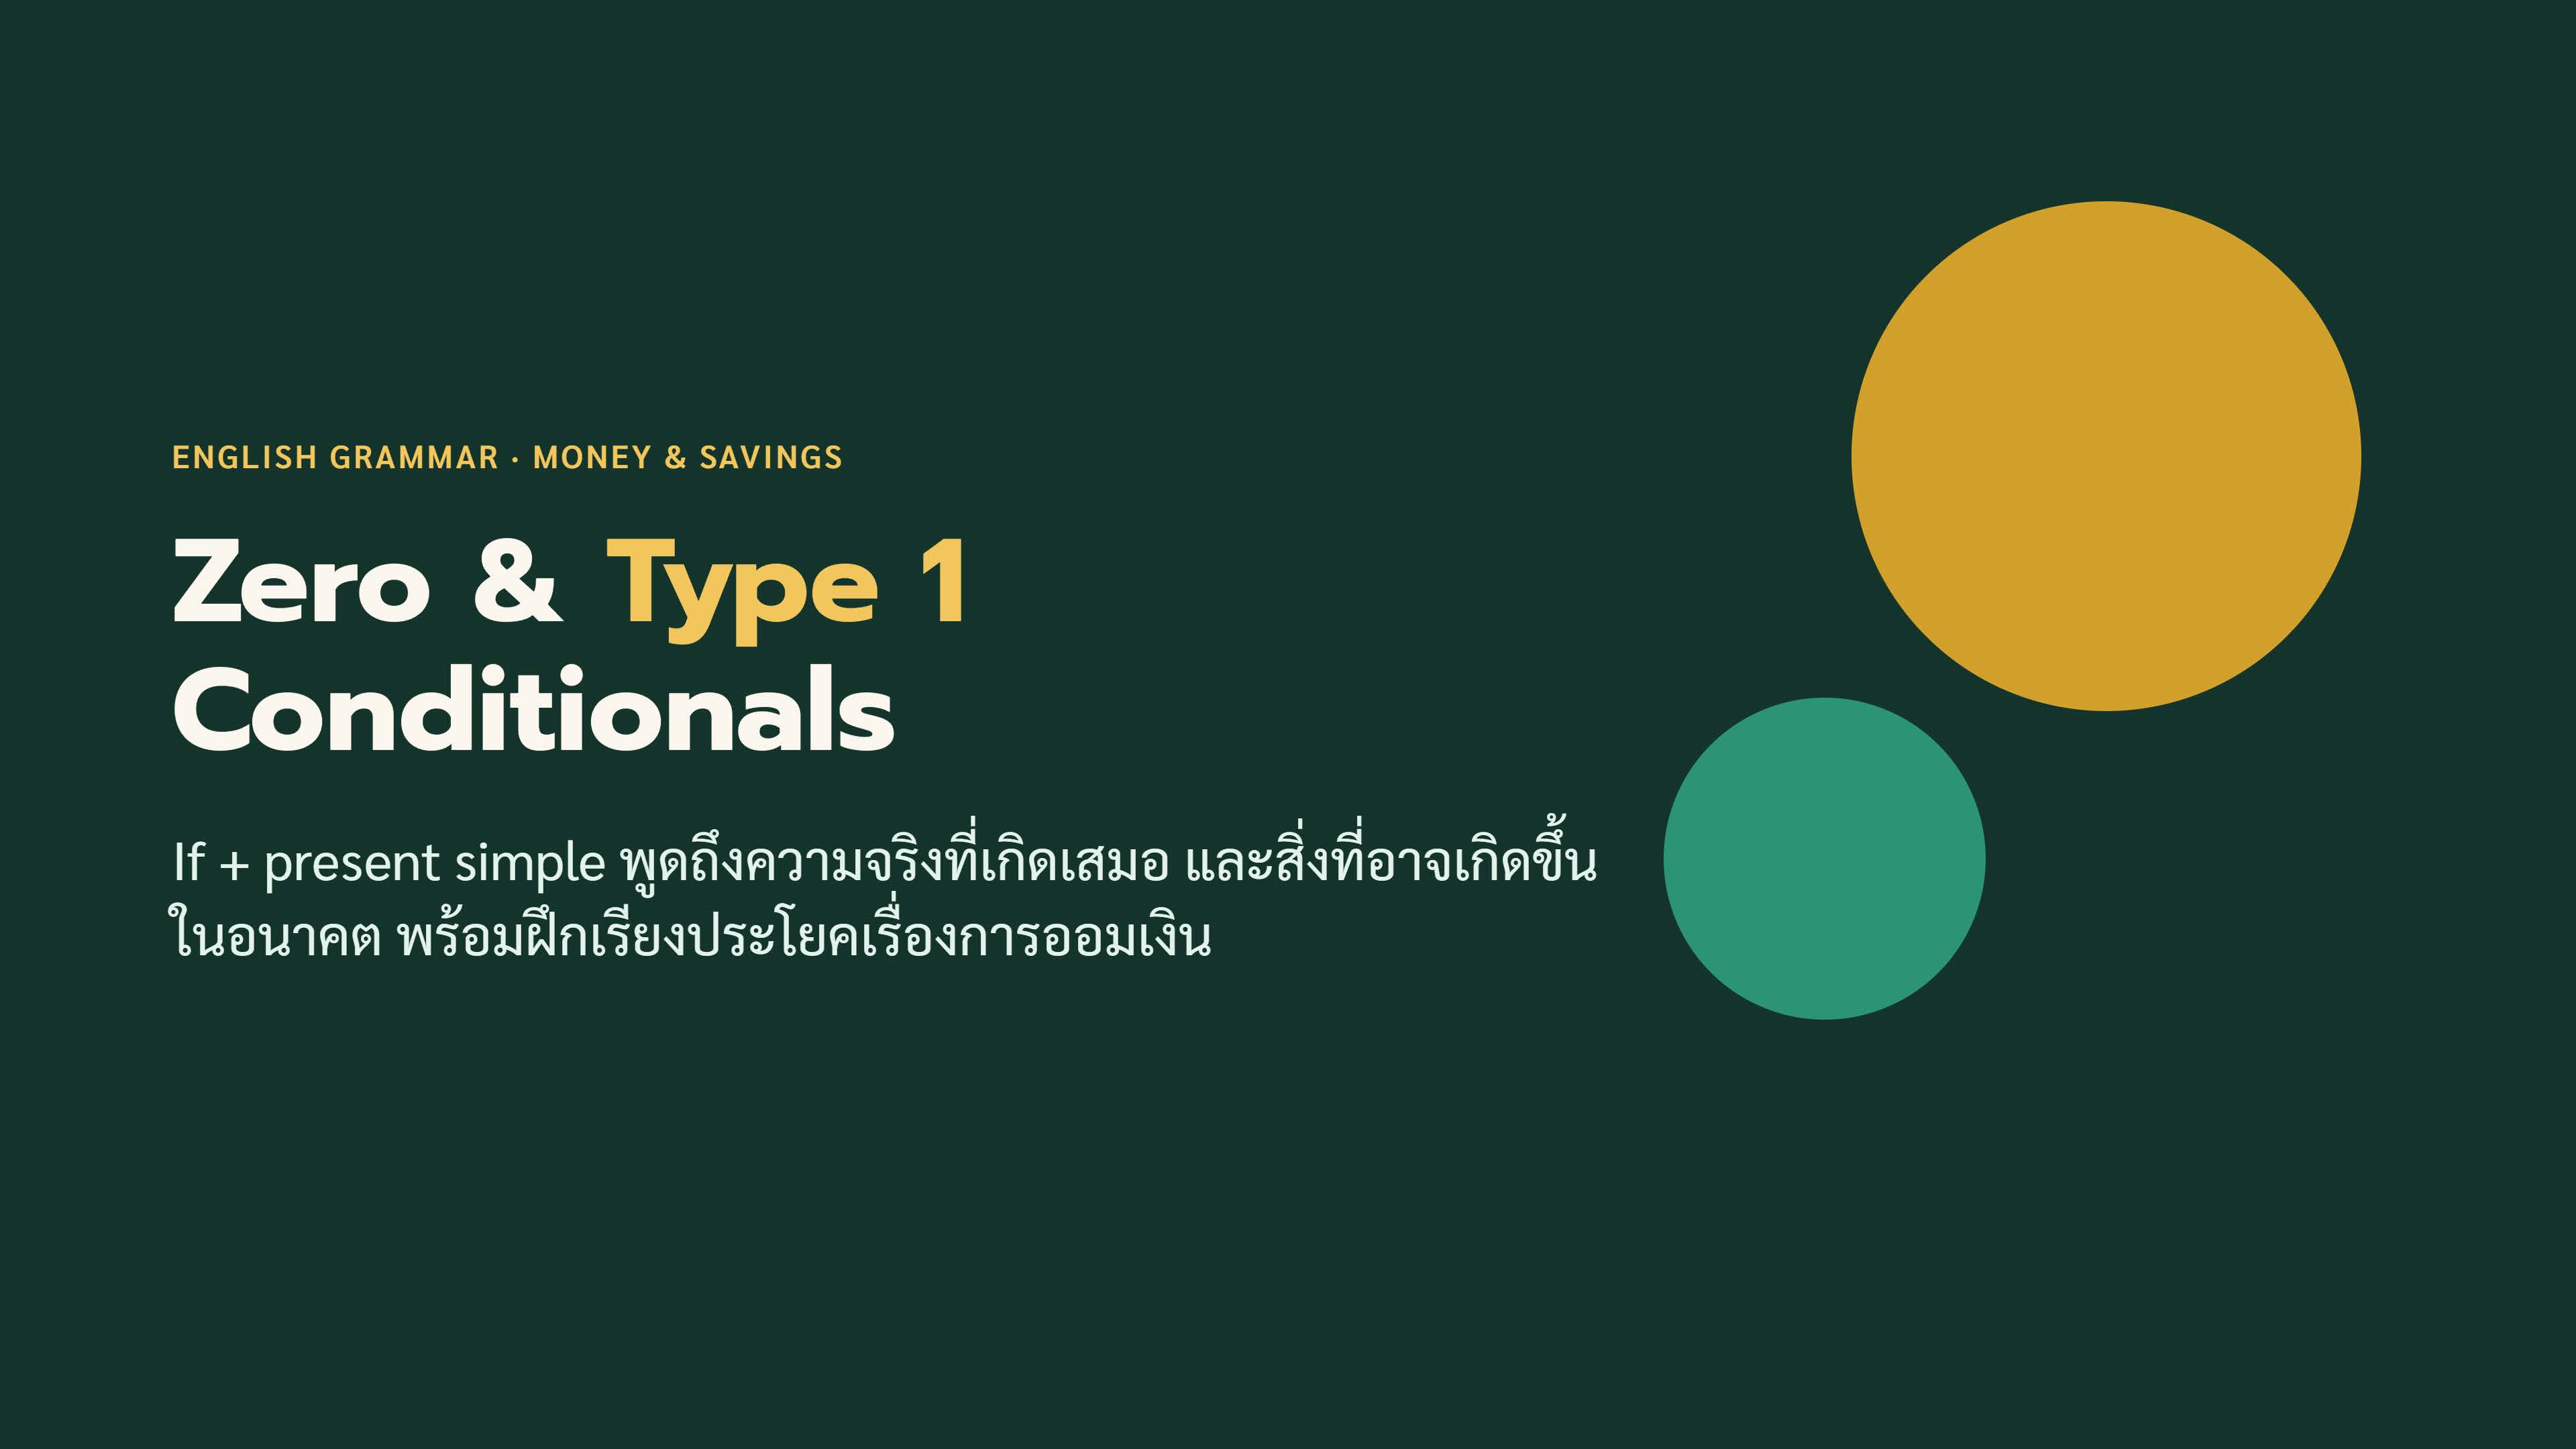 ENGLISH GRAMMAR · MONEY & SAVINGS
Zero & Type 1
Conditionals
If + present simple พูดถึงความจริงที่เกิดเสมอ และสิ่งที่อาจเกิดขึ้น
ในอนาคต พร้อมฝึกเรียงประโยคเรื่องการออมเงิน